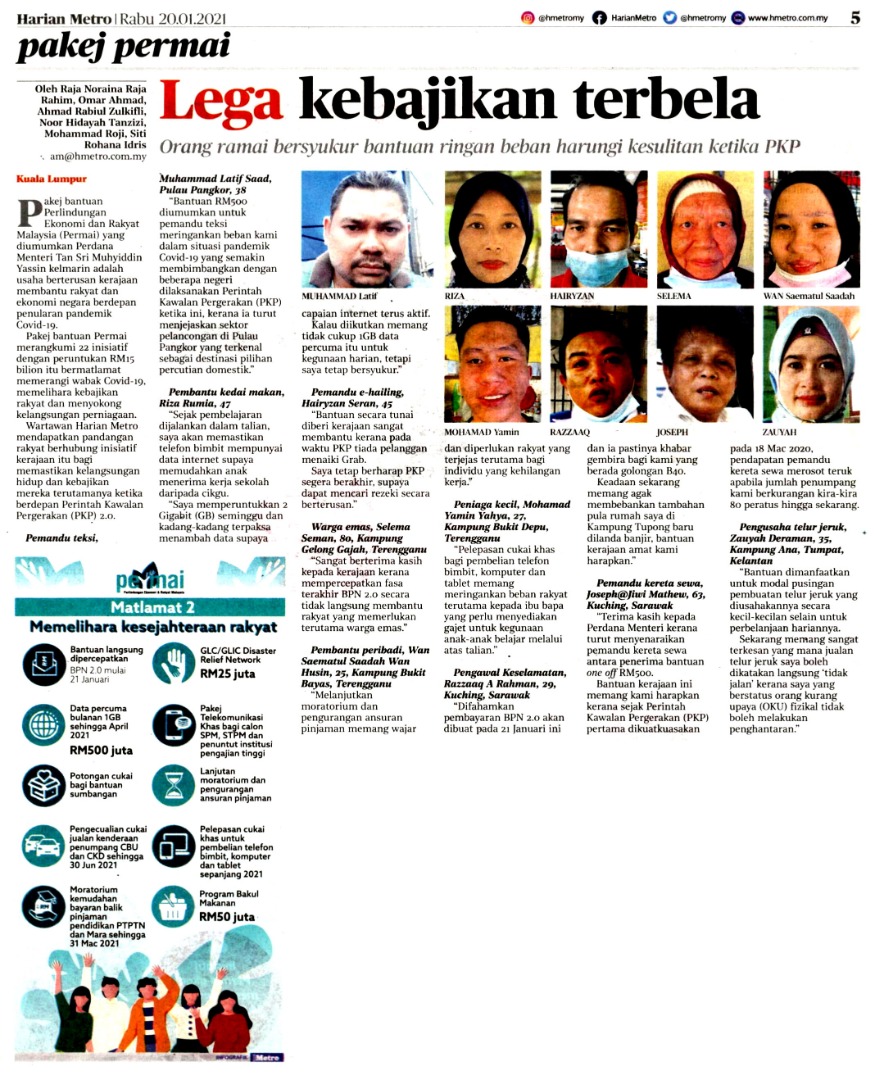 Harian Metro | Rabu 20.01.2021
@hmetromy HarianMetro @hmetromy www.hmetro.com.my 5
pakej permai
Oleh Raja Noraina Raja
Rahim, Omar Ahmad,
Ahmad Rabiul Zulkifli,
Noor Hidayah Tanzizi,
Mohammad Roji, Siti
Rohana Idris
am@hmetro.com.my
Lega kebajikan terbela
Orang ramai bersyukur bantuan ringan beban harungi kesulitan ketika PKP
Kuala Lumpur
Pakej bantuan
Perlindungan
Ekonomi dan Rakyat
Malaysia (Permai) yang
diumumkan Perdana
Menteri Tan Sri Muhyiddin
Yassin kelmarin adalah
usaha berterusan kerajaan
membantu rakyat dan
ekonomi negara berdepan
penularan pandemik
Covid-19.
Pakej bantuan Permai
merangkumi 22 inisiatif
dengan peruntukan RM15
bilion itu bermatlamat
memerangi wabak Covid-19,
memelihara kebajikan
rakyat dan menyokong
kelangsungan perniagaan.
Wartawan Harian Metro
mendapatkan pandangan
rakyat berhubung inisiatif
kerajaan itu bagi
memastikan kelangsungan
hidup dan kebajikan
mereka terutamanya ketika
berdepan Perintah Kawalan
Pergerakan (PKP) 2.0.
Pemandu teksi,
Muhammad Latif Saad,
Pulau Pangkor, 38
"Bantuan RM500
diumumkan untuk
pemandu teksi
meringankan beban kami
dalam situasi pandemik
Covid-19 yang semakin
membimbangkan dengan
beberapa negeri
dilaksanakan Perintah
Kawalan Pergerakan (PKP)
ketika ini, kerana ia turut
menjejaskan sektor
pelancongan di Pulau
Pangkor yang terkenal
sebagai destinasi pilihan
percutian domestik."
Pembantu kedai makan,
Riza Rumia, 47
"Sejak pembelajaran
dijalankan dalam talian,
saya akan memastikan
telefon bimbit mempunyai
data internet supaya
memudahkan anak
menerima kerja sekolah
daripada cikgu.
"Saya memperuntukkan 2
Gigabit (GB) seminggu dan
kadang-kadang terpaksa
menambah data supaya
MUHAMMAD Latif
RIZA
HAIRYZAN
SELEMA
WAN Saematul Saadah
MOHAMAD Yamin
RAZZAAQ
JOSEPH
ZAUYAH
capaian internet terus aktif.
Kalau diikutkan memang
tidak cukup 1GB data
percuma itu untuk
kegunaan harian, tetapi
saya tetap bersyukur."
Pemandu e-hailing,
Hairyzan Seran, 45
"Bantuan secara tunai
diberi kerajaan sangat
membantu kerana pada
waktu PKP tiada pelanggan
menaiki Grab.
Saya tetap berharap PKP
segera berakhir, supaya
dapat mencari rezeki secara
berterusan."
Warga emas, Selema
Seman, 80, Kampung
Gelong Gajah, Terengganu
"Sangat berterima kasih
kepada kerajaan kerana
mempercepatkan fasa
terakhir BPN 2.0 secara
tidak langsung membantu
rakyat yang memerlukan
terutama warga emas."
Pembantu peribadi, Wan
Saematul Saadah Wan
Husin, 25, Kampung Bukit
Bayas, Terengganu
"Melanjutkan
moratorium dan
pengurangan ansuran
pinjaman memang wajar
dan diperlukan rakyat yang
terjejas terutama bagi
individu yang kehilangan
kerja."
Peniaga kecil, Mohamad
Yamin Yahya, 27,
Kampung Bukit Depu,
Terengganu
"Pelepasan cukai khas
bagi pembelian telefon
bimbit, komputer dan
tablet memang
meringankan beban rakyat
terutama kepada ibu bapa
yang perlu menyediakan
gajet untuk kegunaan
anak-anak belajar melalui
atas talian."
Pengawal Keselamatan,
Razzaaq A Rahman, 29,
Kuching, Sarawak
"Difahamkan
pembayaran BPN 2.0 akan
dibuat pada 21 Januari ini
dan ia pastinya khabar
gembira bagi kami yang
berada golongan B40.
Keadaan sekarang
memang agak
membebankan tambahan
pula rumah saya di
Kampung Tupong baru
dilanda banjir, bantuan
kerajaan amat kami
harapkan."
Pemandu kereta sewa,
Joseph@Jiwi Mathew, 63,
Kuching, Sarawak
"Terima kasih kepada
Perdana Menteri kerana
turut menyenaraikan
pemandu kereta sewa
antara penerima bantuan
one off RM500.
Bantuan kerajaan ini
memang kami harapkan
kerana sejak Perintah
Kawalan Pergerakan (PKP)
pertama dikuatkuasakan
pada 18 Mac 2020,
pendapatan pemandu
kereta sewa merosot teruk
apabila jumlah penumpang
kami berkurangan kira-kira
80 peratus hingga sekarang.
Pengusaha telur jeruk,
Zauyah Deraman, 35,
Kampung Ana, Tumpat,
Kelantan
"Bantuan dimanfaatkan
untuk modal pusingan
pembuatan telur jeruk yang
diusahakannya secara
kecil-kecilan selain untuk
perbelanjaan hariannya.
Sekarang memang sangat
terkesan yang mana jualan
telur jeruk saya boleh
dikatakan langsung 'tidak
jalan' kerana saya yang
berstatus orang kurang
upaya (OKU) fizikal tidak
boleh melakukan
penghantaran."
permai
Perlindungan Ekonomi & Rakyat Malaysia
Matlamat 2
Memelihara kesejahteraan rakyat
Bantuan langsung
dipercepatkan
BPN 2.0 mulai
21 Januari
GLC/GLIC Disaster
Relief Network
RM25 juta
Data percuma
bulanan 1GB
sehingga April
2021
RM500 juta
Pakej
Telekomunikasi
Khas bagi calon
SPM, STPM dan
penuntut institusi
pengajian tinggi
Potongan cukai
bagi bantuan
sumbangan
Lanjutan
moratorium dan
pengurangan
ansuran pinjaman
Pengecualian cukai
jualan kenderaan
penumpang CBU
dan CKD sehingga
30 Jun 2021
Pelepasan cukai
khas untuk
pembelian telefon
bimbit, komputer
dan tablet
sepanjang 2021
Moratorium
kemudahan
bayaran balik
pinjaman
pendidikan PTPTN
dan Mara sehingga
31 Mac 2021
Program Bakul
Makanan
RM50 juta
INFOGRAFIK Metro